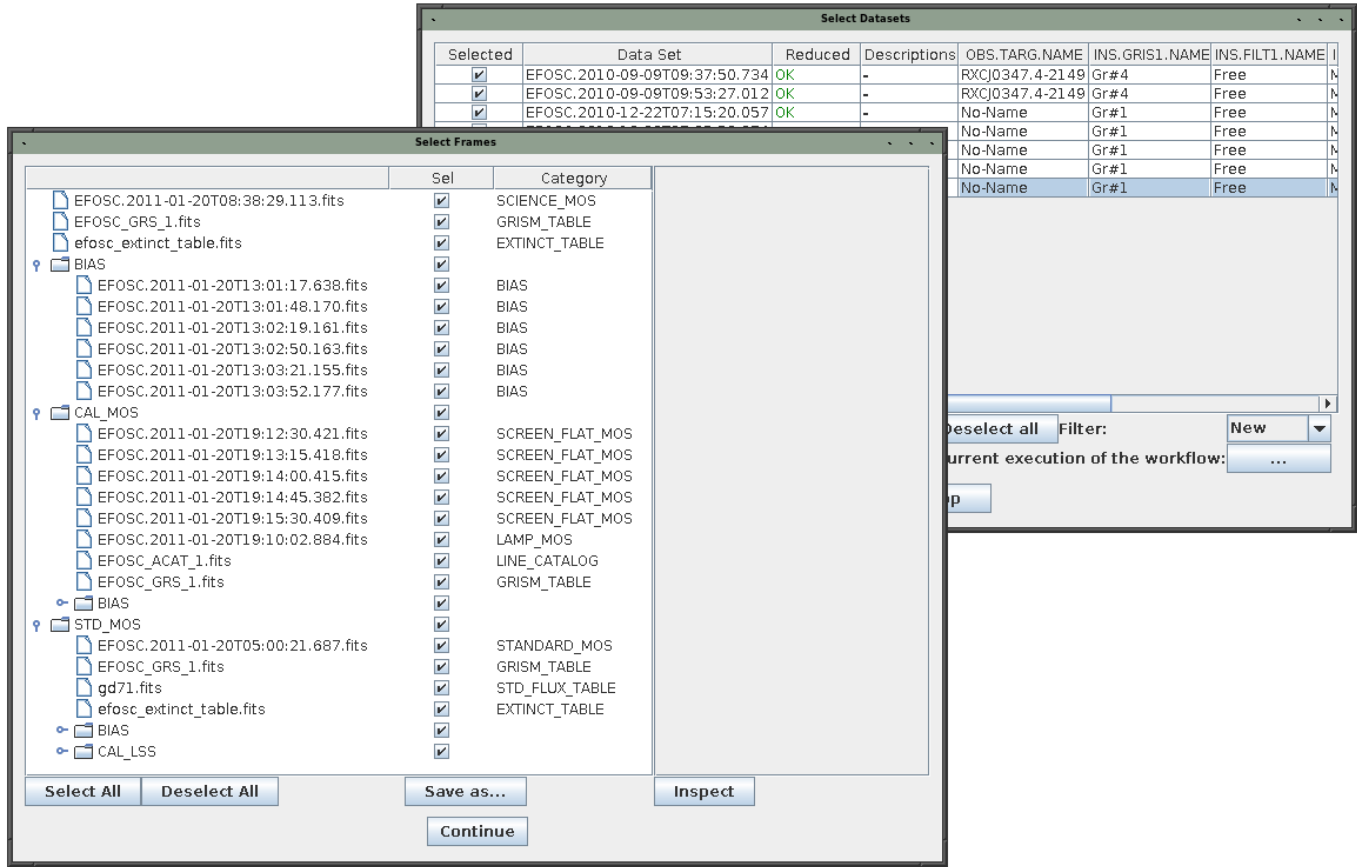 Select Datasets
Selected Data Set Reduced Descriptions OBS.TARG.NAME INS.GRIS1.NAME INS.FILT1.NAME I
EFOSC.2010-09-09T09:37:50.734 OK - RXCJ0347.4-2149 Gr#4 Free M
EFOSC.2010-09-09T09:53:27.012 OK - RXCJ0347.4-2149 Gr#4 Free M
EFOSC.2010-12-22T07:15:20.057 OK - No-Name Gr#1 Free M
No-Name Gr#1 Free M
No-Name Gr#1 Free M
No-Name Gr#1 Free M
No-Name Gr#1 Free M
Deselect all Filter: New
urrent execution of the workflow: ...
op
Select Frames
Sel Category
EFOSC.2011-01-20T08:38:29.113.fits SCIENCE_MOS
EFOSC_GRS_1.fits GRISM_TABLE
efosc_extinct_table.fits EXTINCT_TABLE
BIAS
EFOSC.2011-01-20T13:01:17.638.fits BIAS
EFOSC.2011-01-20T13:01:48.170.fits BIAS
EFOSC.2011-01-20T13:02:19.161.fits BIAS
EFOSC.2011-01-20T13:02:50.163.fits BIAS
EFOSC.2011-01-20T13:03:21.155.fits BIAS
EFOSC.2011-01-20T13:03:52.177.fits BIAS
CAL_MOS
EFOSC.2011-01-20T19:12:30.421.fits SCREEN_FLAT_MOS
EFOSC.2011-01-20T19:13:15.418.fits SCREEN_FLAT_MOS
EFOSC.2011-01-20T19:14:00.415.fits SCREEN_FLAT_MOS
EFOSC.2011-01-20T19:14:45.382.fits SCREEN_FLAT_MOS
EFOSC.2011-01-20T19:15:30.409.fits SCREEN_FLAT_MOS
EFOSC.2011-01-20T19:10:02.884.fits LAMP_MOS
EFOSC_ACAT_1.fits LINE_CATALOG
EFOSC_GRS_1.fits GRISM_TABLE
BIAS
STD_MOS
EFOSC.2011-01-20T05:00:21.687.fits STANDARD_MOS
EFOSC_GRS_1.fits GRISM_TABLE
gd71.fits STD_FLUX_TABLE
efosc_extinct_table.fits EXTINCT_TABLE
BIAS
CAL_LSS
Select All Deselect All Save as... Inspect
Continue